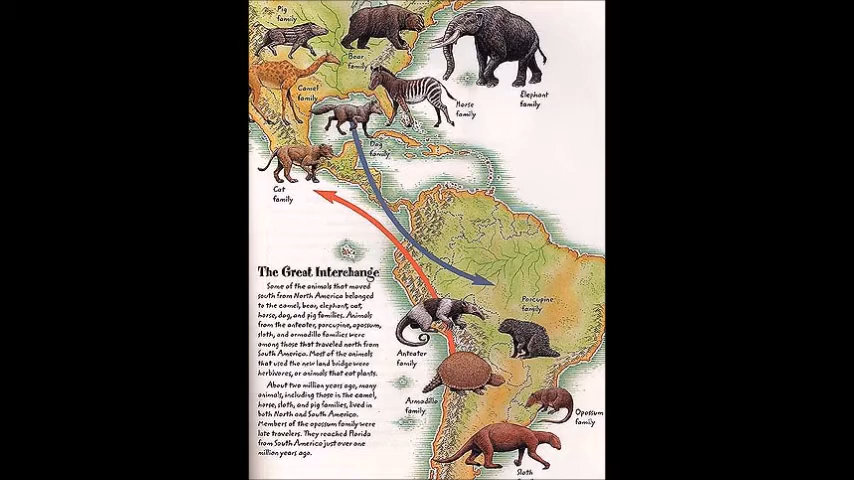 Pig
family
Bear
family
Elephant
family
Camel
family
Horse
family
Dog
family
Cat
family
The Great Interchange
Some of the animals that moved
south from North America belonged
to the camel, bear, elephant, cat,
horse, dog, and pig families. Animals
from the anteater, porcupine, opossum,
sloth, and armadillo families were
among those that traveled north from
South America. Most of the animals
that used the new land bridge were
herbivores, or animals that eat plants.
About two million years ago, many
animals, including those in the camel,
horse, sloth, and pig families, lived in
both North and South America.
Members of the opossum family were
late travelers. They reached Florida
from South America just over one
million years ago.
Porcupine
family
Anteater
family
Armadillo
family
Opossum
family
Sloth